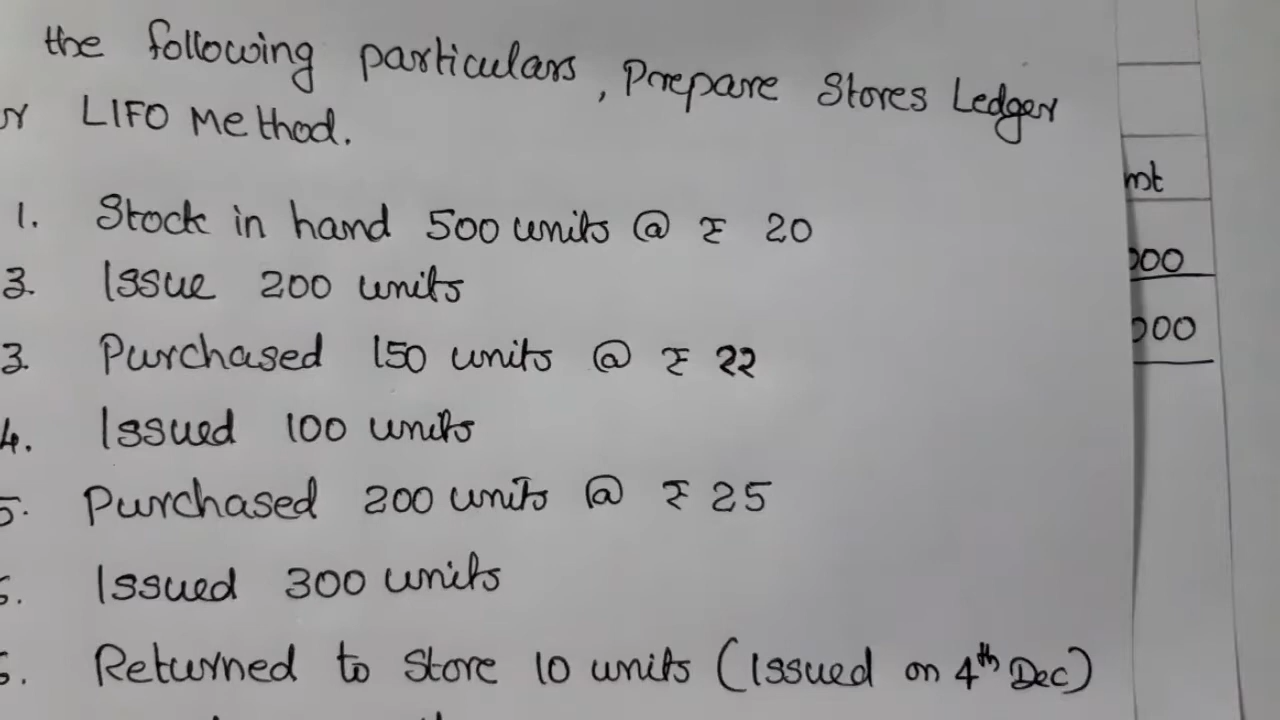 the following particulars, Prepare Stores Ledger
LIFO Method.
1. Stock in hand 500 units @ ₹ 20
3. Issue 200 units
3. Purchased 150 units @ ₹ 22
4. Issued 100 units
5. Purchased 200 units @ ₹ 25
Issued 300 units
Returned to Store 10 units (Issued on 4th Dec)